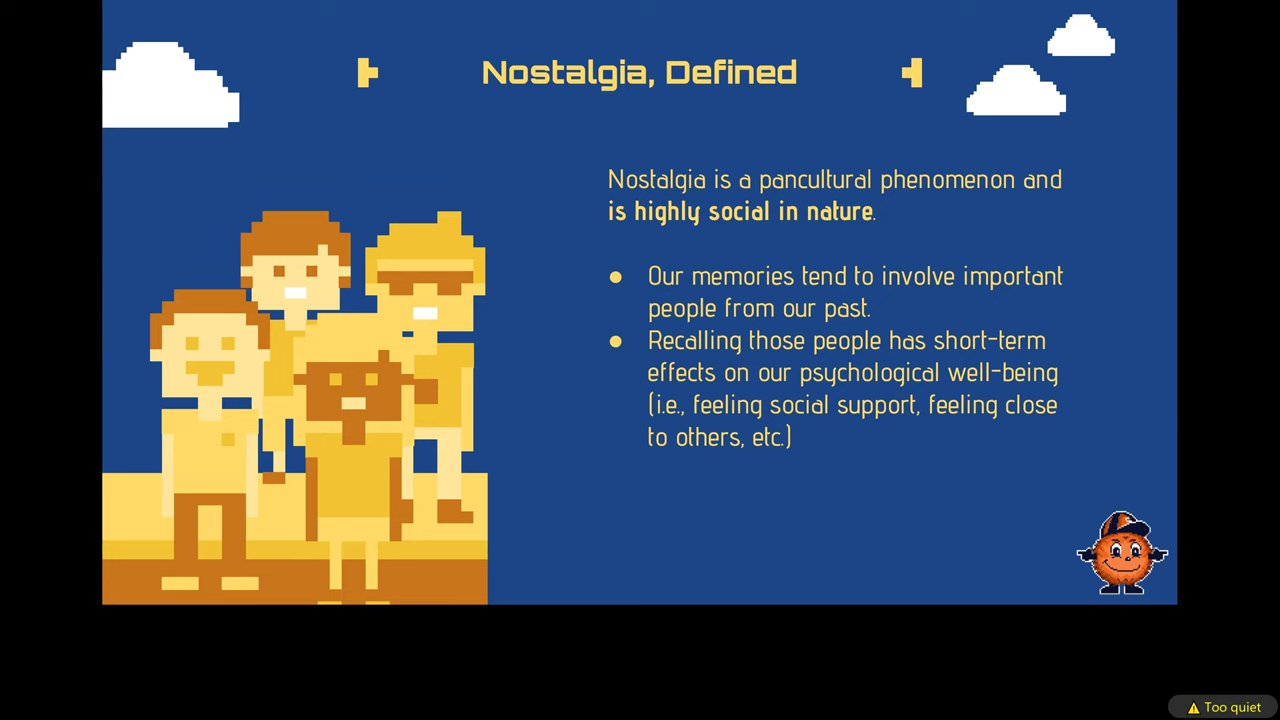 Nostalgia, Defined
Nostalgia is a pancultural phenomenon and
is highly social in nature.
● Our memories tend to involve important
people from our past.
● Recalling those people has short-term
effects on our psychological well-being
(i.e., feeling social support, feeling close
to others, etc.)
Too quiet